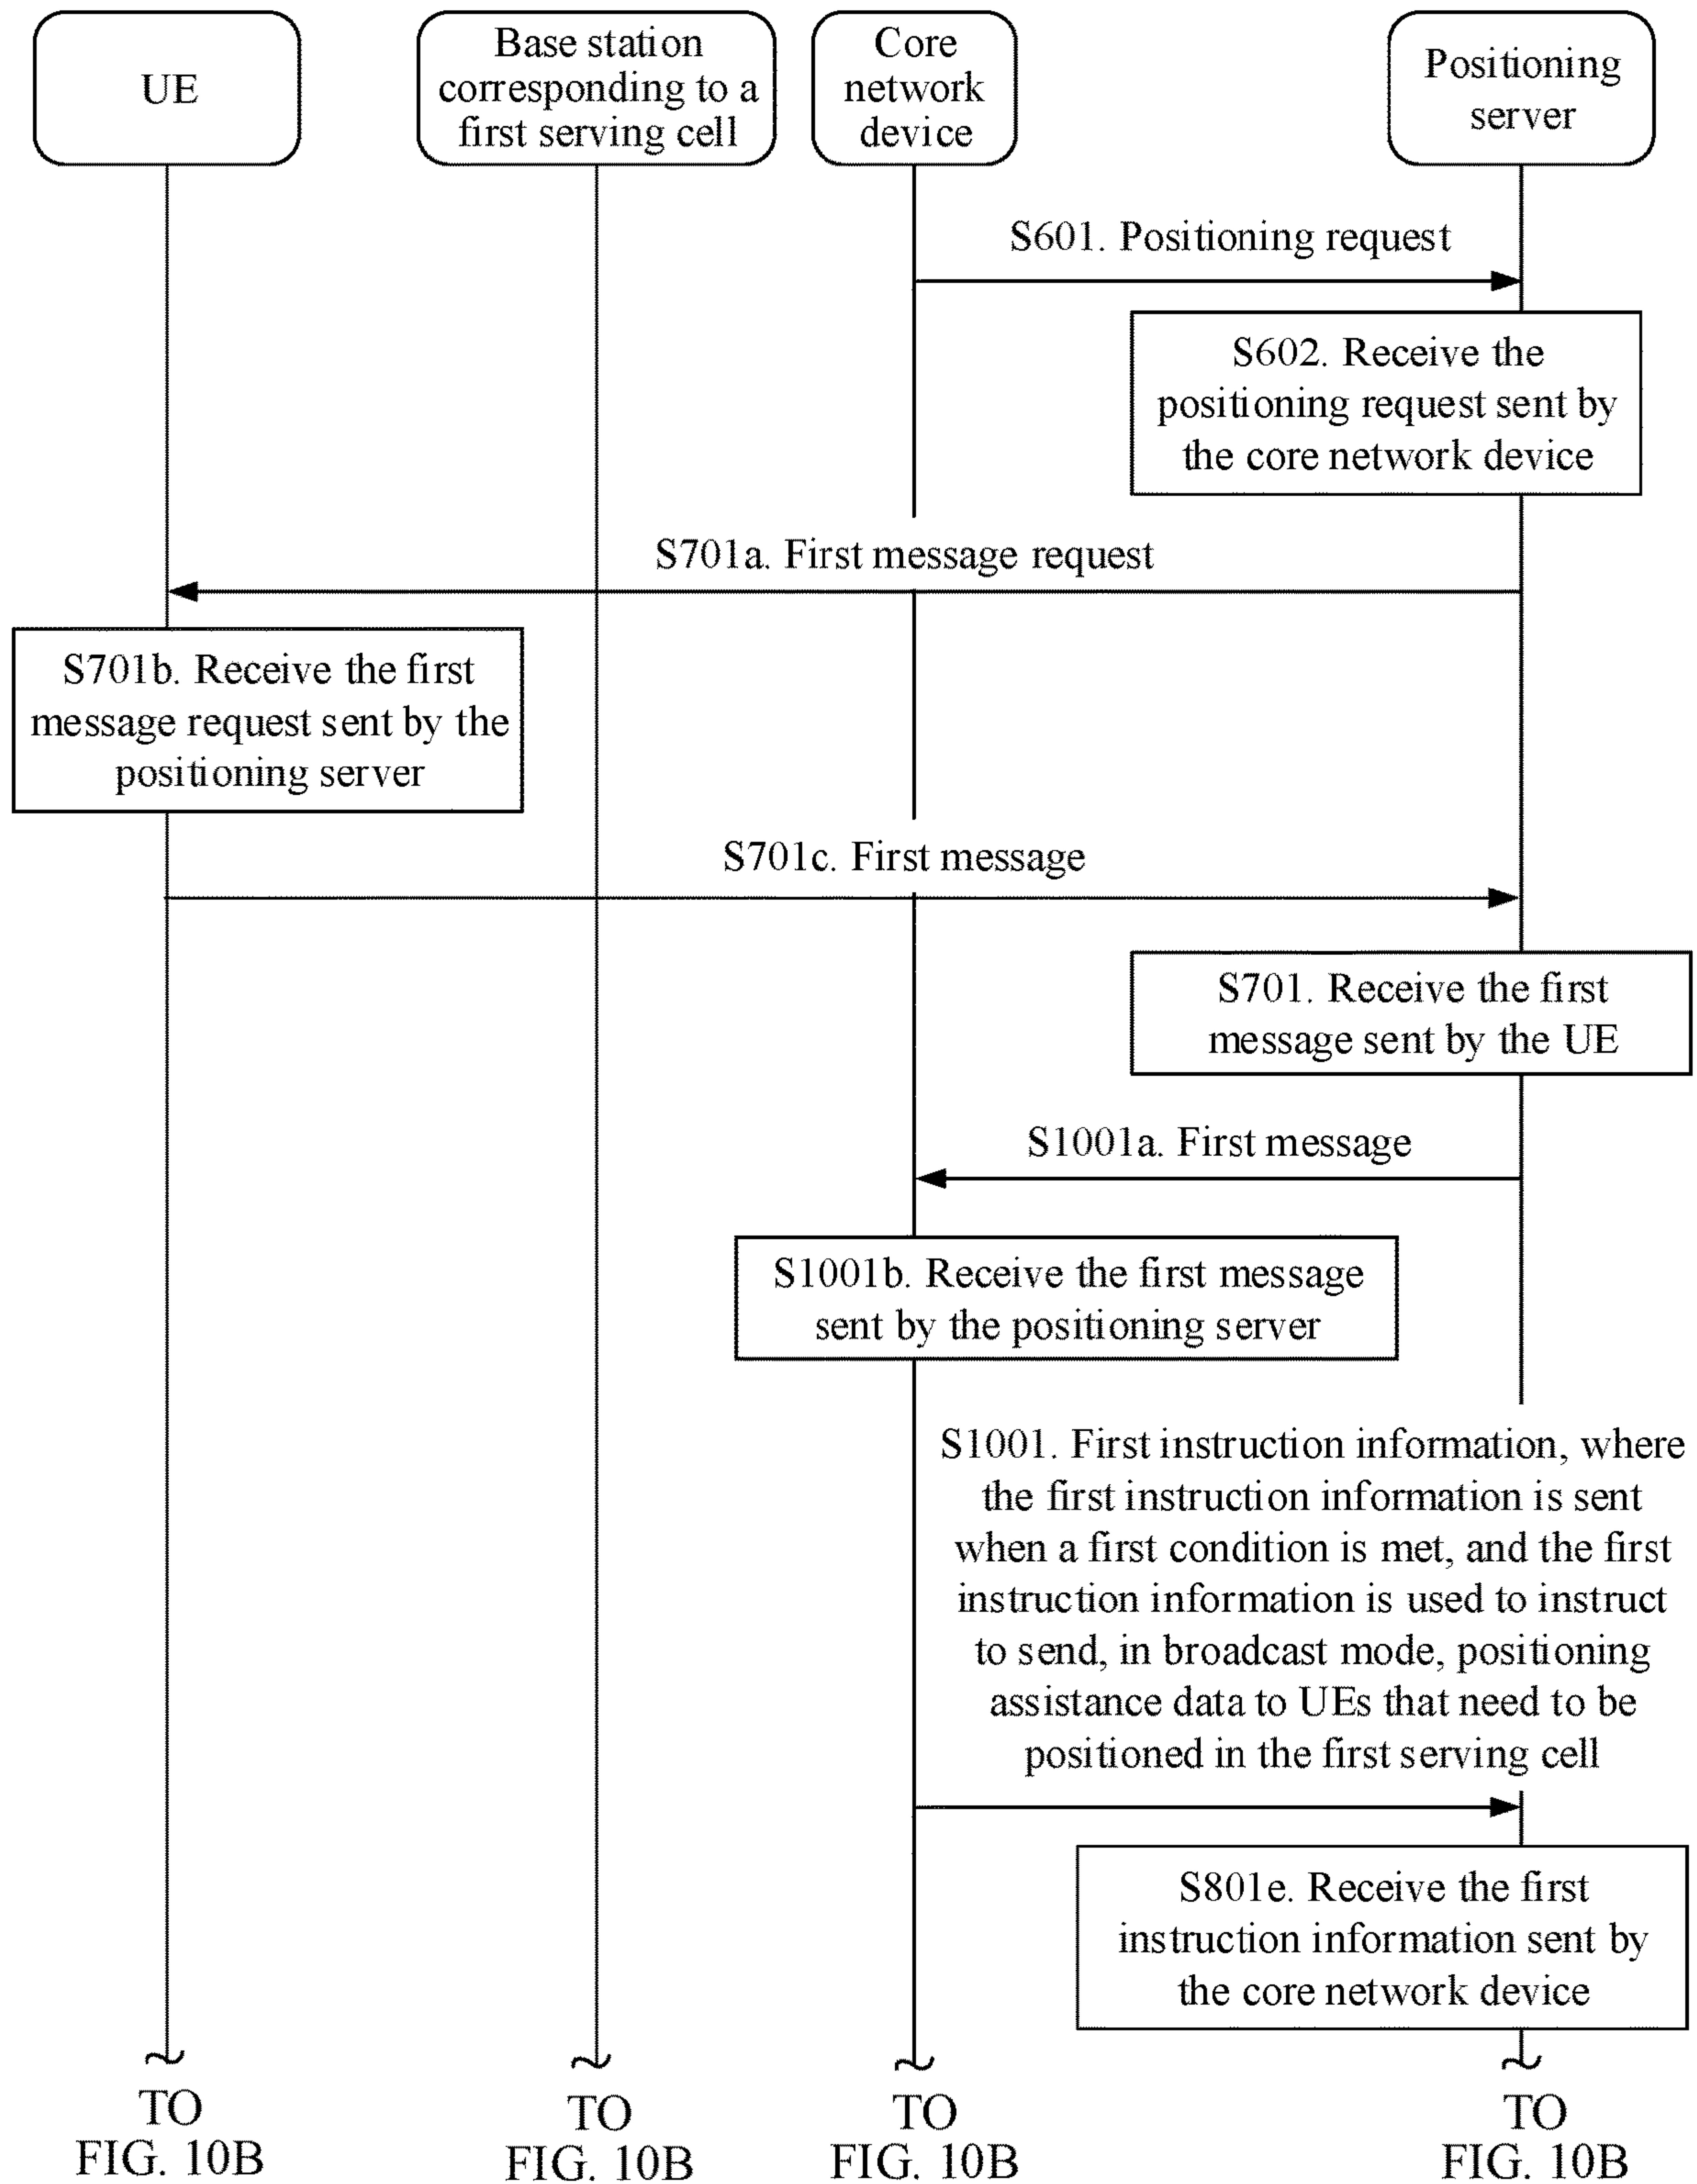 UE
Base station
corresponding to a
first serving cell
Core
network
device
Positioning
server
S601. Positioning request
S602. Receive the
positioning request sent by
the core network device
S701a. First message request
S701b. Receive the first
message request sent by the
positioning server
S701c. First message
S701. Receive the first
message sent by the UE
S1001a. First message
S1001b. Receive the first message
sent by the positioning server
S1001. First instruction information, where
the first instruction information is sent
when a first condition is met, and the first
instruction information is used to instruct
to send, in broadcast mode, positioning
assistance data to UEs that need to be
positioned in the first serving cell
S801e. Receive the first
instruction information sent by
the core network device
TO
FIG. 10B
TO
FIG. 10B
TO
FIG. 10B
TO
FIG. 10B